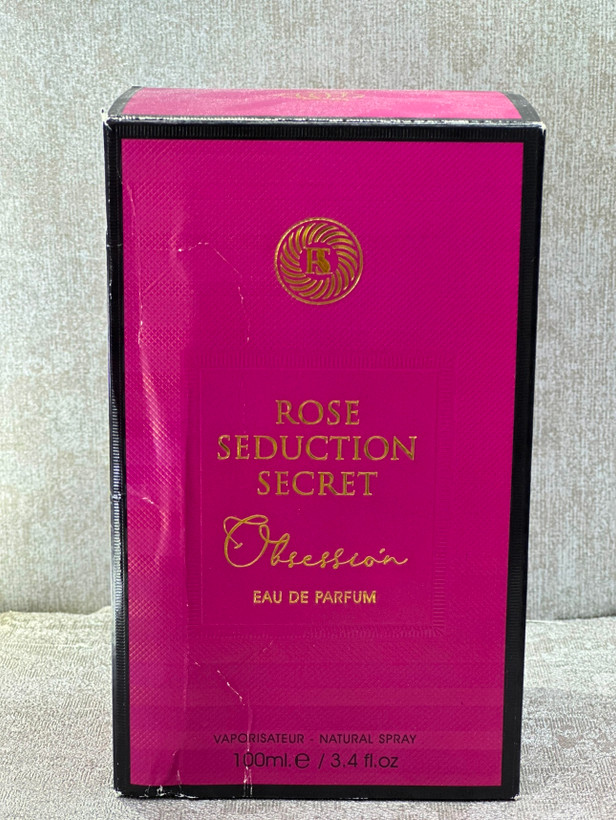 ROSE
SEDUCTION
SECRET
Obsession
EAU DE PARFUM
VAPORISATEUR - NATURAL SPRAY
100ml.e / 3.4 fl.oz